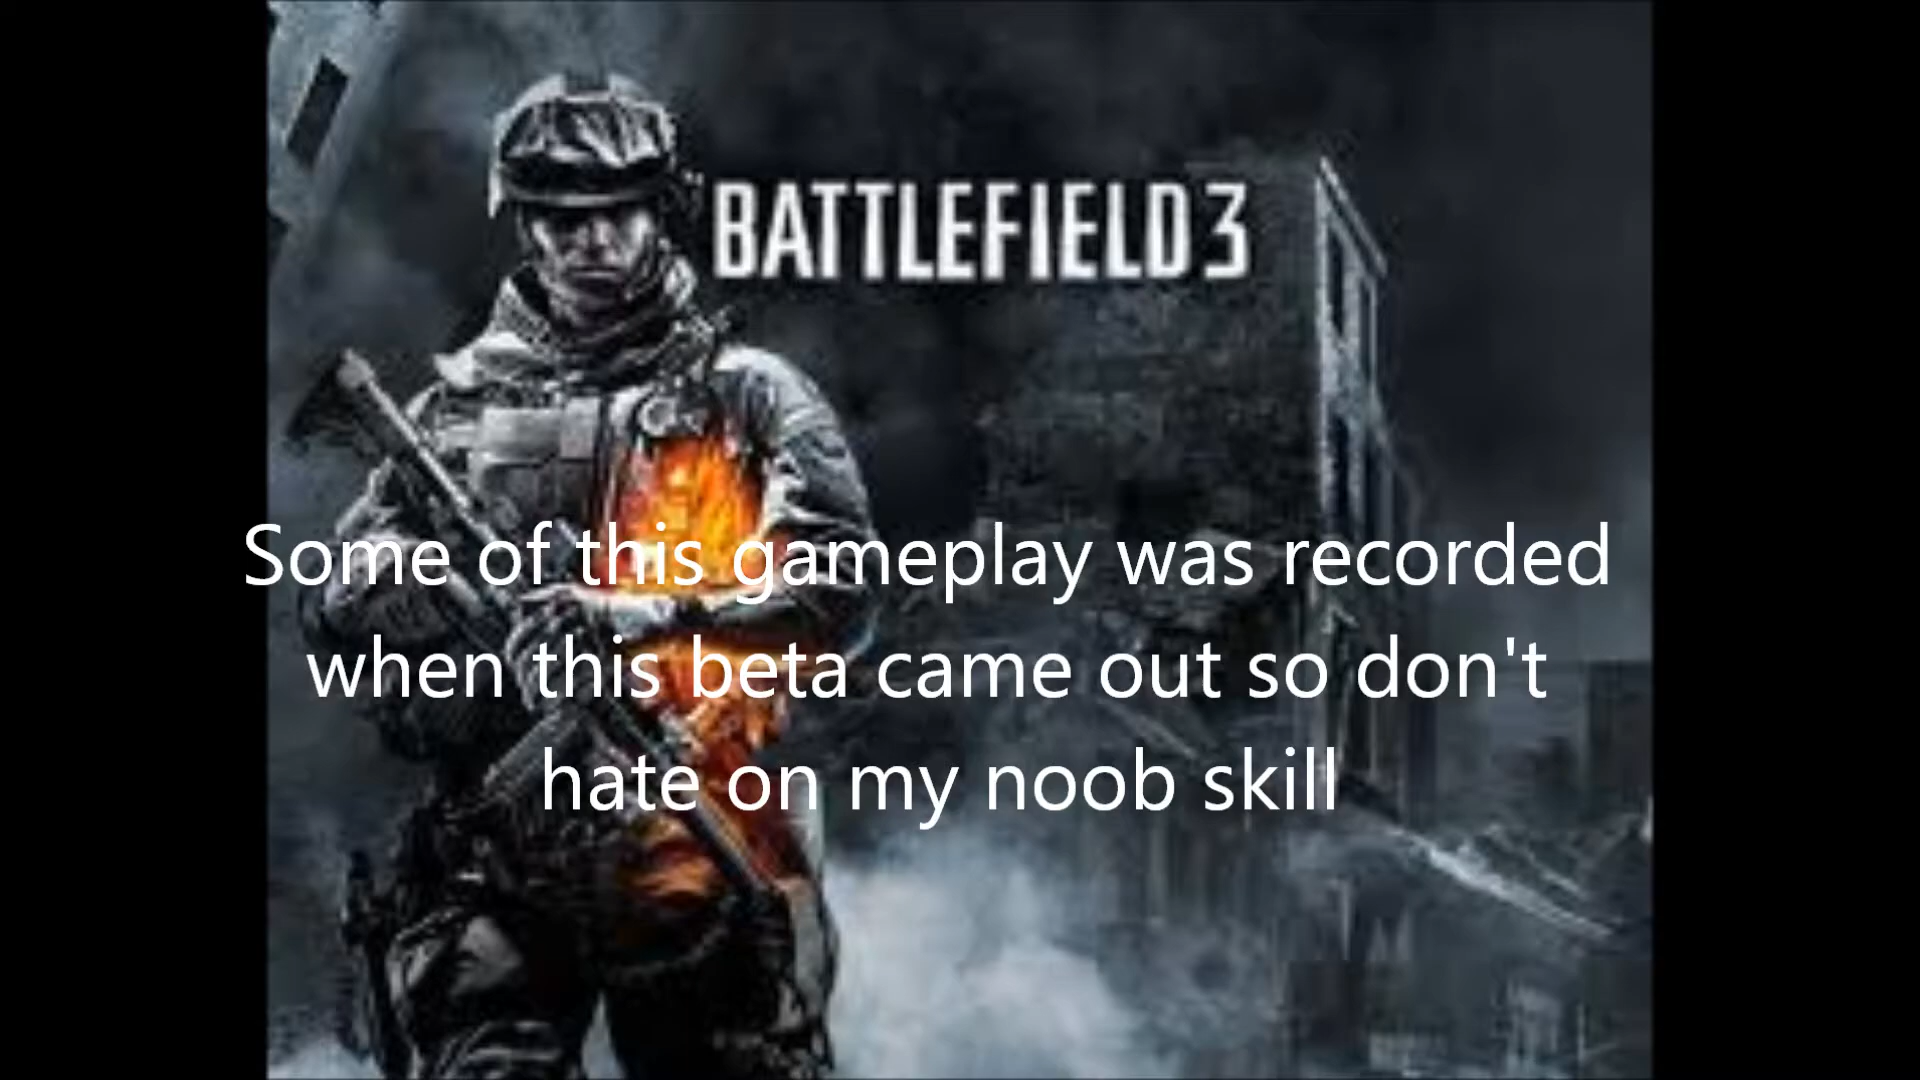 BATTLEFIELD 3
Some of this gameplay was recorded
when this beta came out so don't
hate on my noob skill